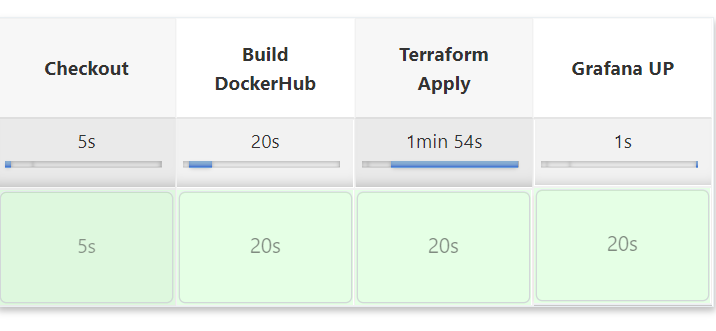 Checkout
Build
DockerHub
Terraform
Apply
Grafana UP
5s
20s
1min 54s
1s
5s
20s
20s
20s